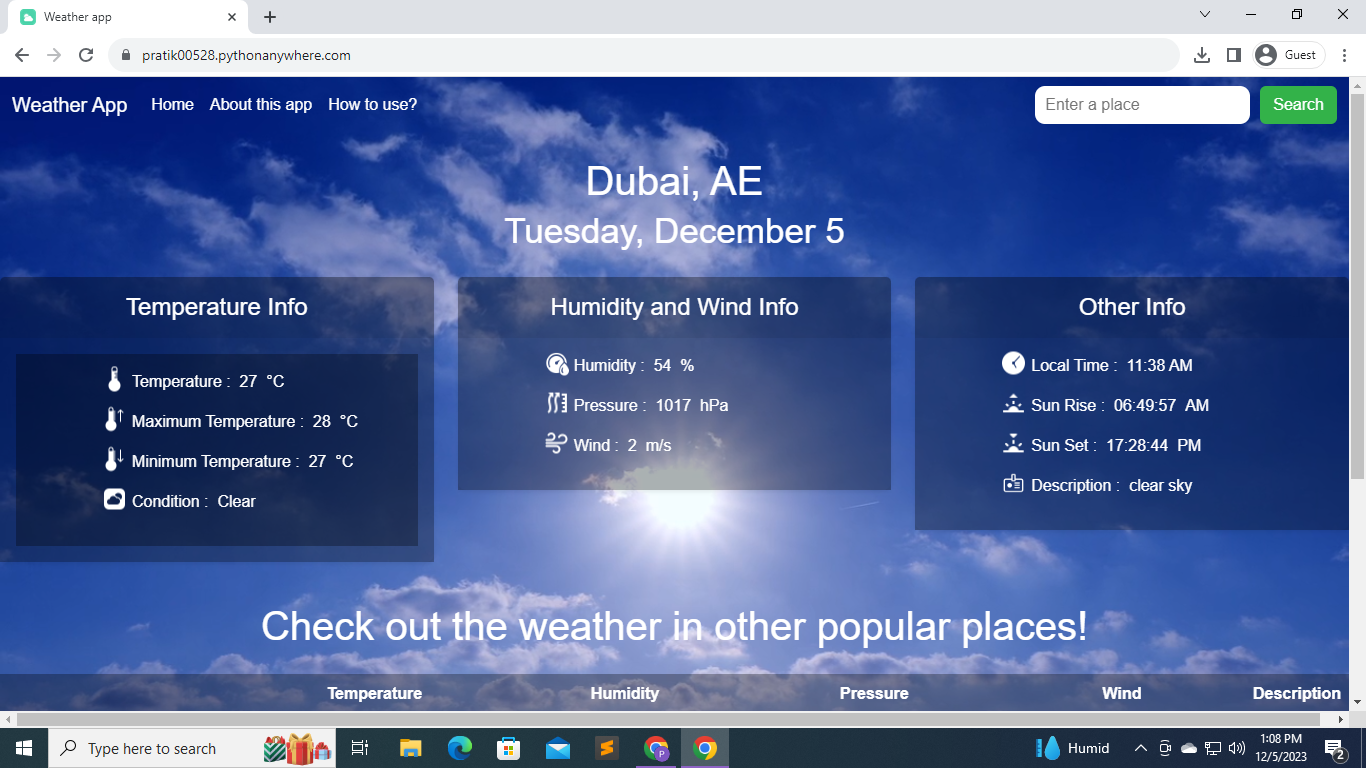 Weather app
pratik00528.pythonanywhere.com
Guest
Weather App Home About this app How to use?
Enter a place
Search
Dubai, AE
Tuesday, December 5
Temperature Info
Temperature : 27 °C
Maximum Temperature : 28 °C
Minimum Temperature : 27 °C
Condition : Clear
Humidity and Wind Info
Humidity : 54 %
Pressure : 1017 hPa
Wind : 2 m/s
Other Info
Local Time : 11:38 AM
Sun Rise : 06:49:57 AM
Sun Set : 17:28:44 PM
Description : clear sky
Check out the weather in other popular places!
Temperature Humidity Pressure Wind Description
Type here to search
P
Humid
1:08 PM
12/5/2023
2